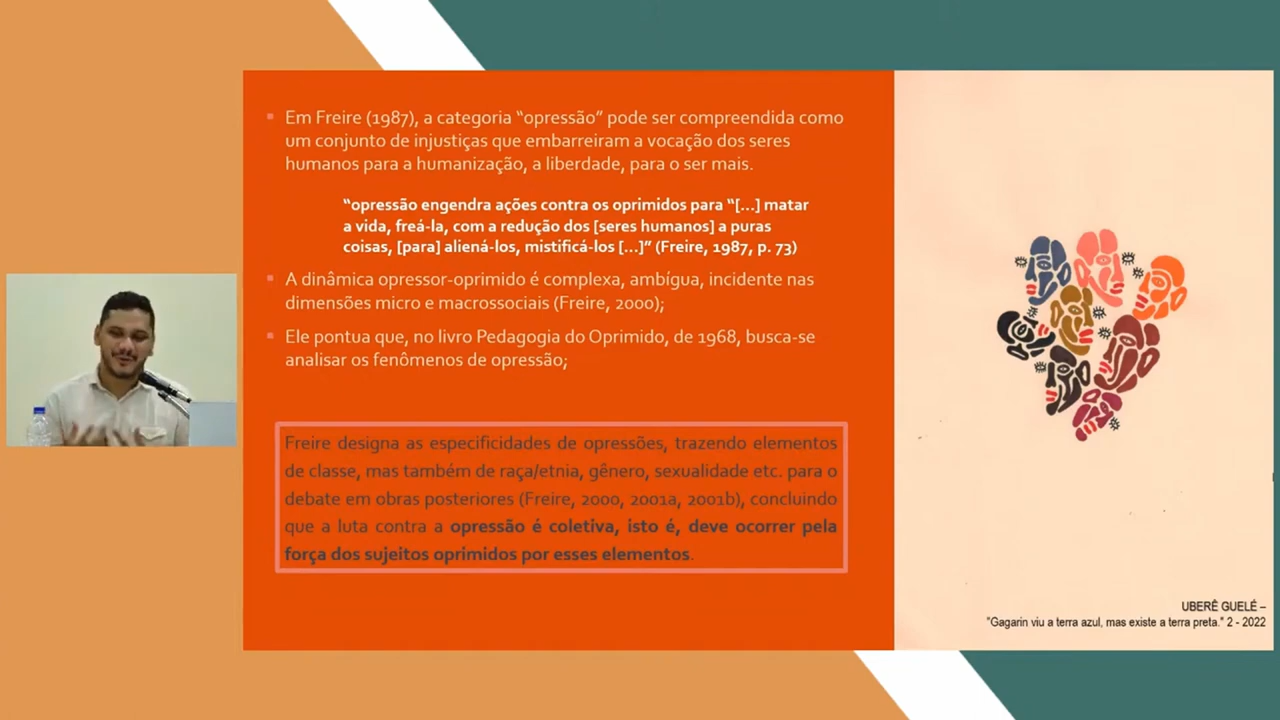 Em Freire (1987), a categoria “opressão” pode ser compreendida como
um conjunto de injustiças que embarreiram a vocação dos seres
humanos para a humanização, a liberdade, para o ser mais.
“opressão engendra ações contra os oprimidos para “[...] matar
a vida, freá-la, com a redução dos [seres humanos] a puras
coisas, [para] aliená-los, mistificá-los [...]” (Freire, 1987, p. 73)
A dinâmica opressor-oprimido é complexa, ambígua, incidente nas
dimensões micro e macrossociais (Freire, 2000);
Ele pontua que, no livro Pedagogia do Oprimido, de 1968, busca-se
analisar os fenômenos de opressão;
Freire designa as especificidades de opressões, trazendo elementos
de classe, mas também de raça/etnia, gênero, sexualidade etc. para o
debate em obras posteriores (Freire, 2000, 2001a, 2001b), concluindo
que a luta contra a opressão é coletiva, isto é, deve ocorrer pela
força dos sujeitos oprimidos por esses elementos.
UBERÊ GUELÉ –
"Gagarin viu a terra azul, mas existe a terra preta." 2 - 2022